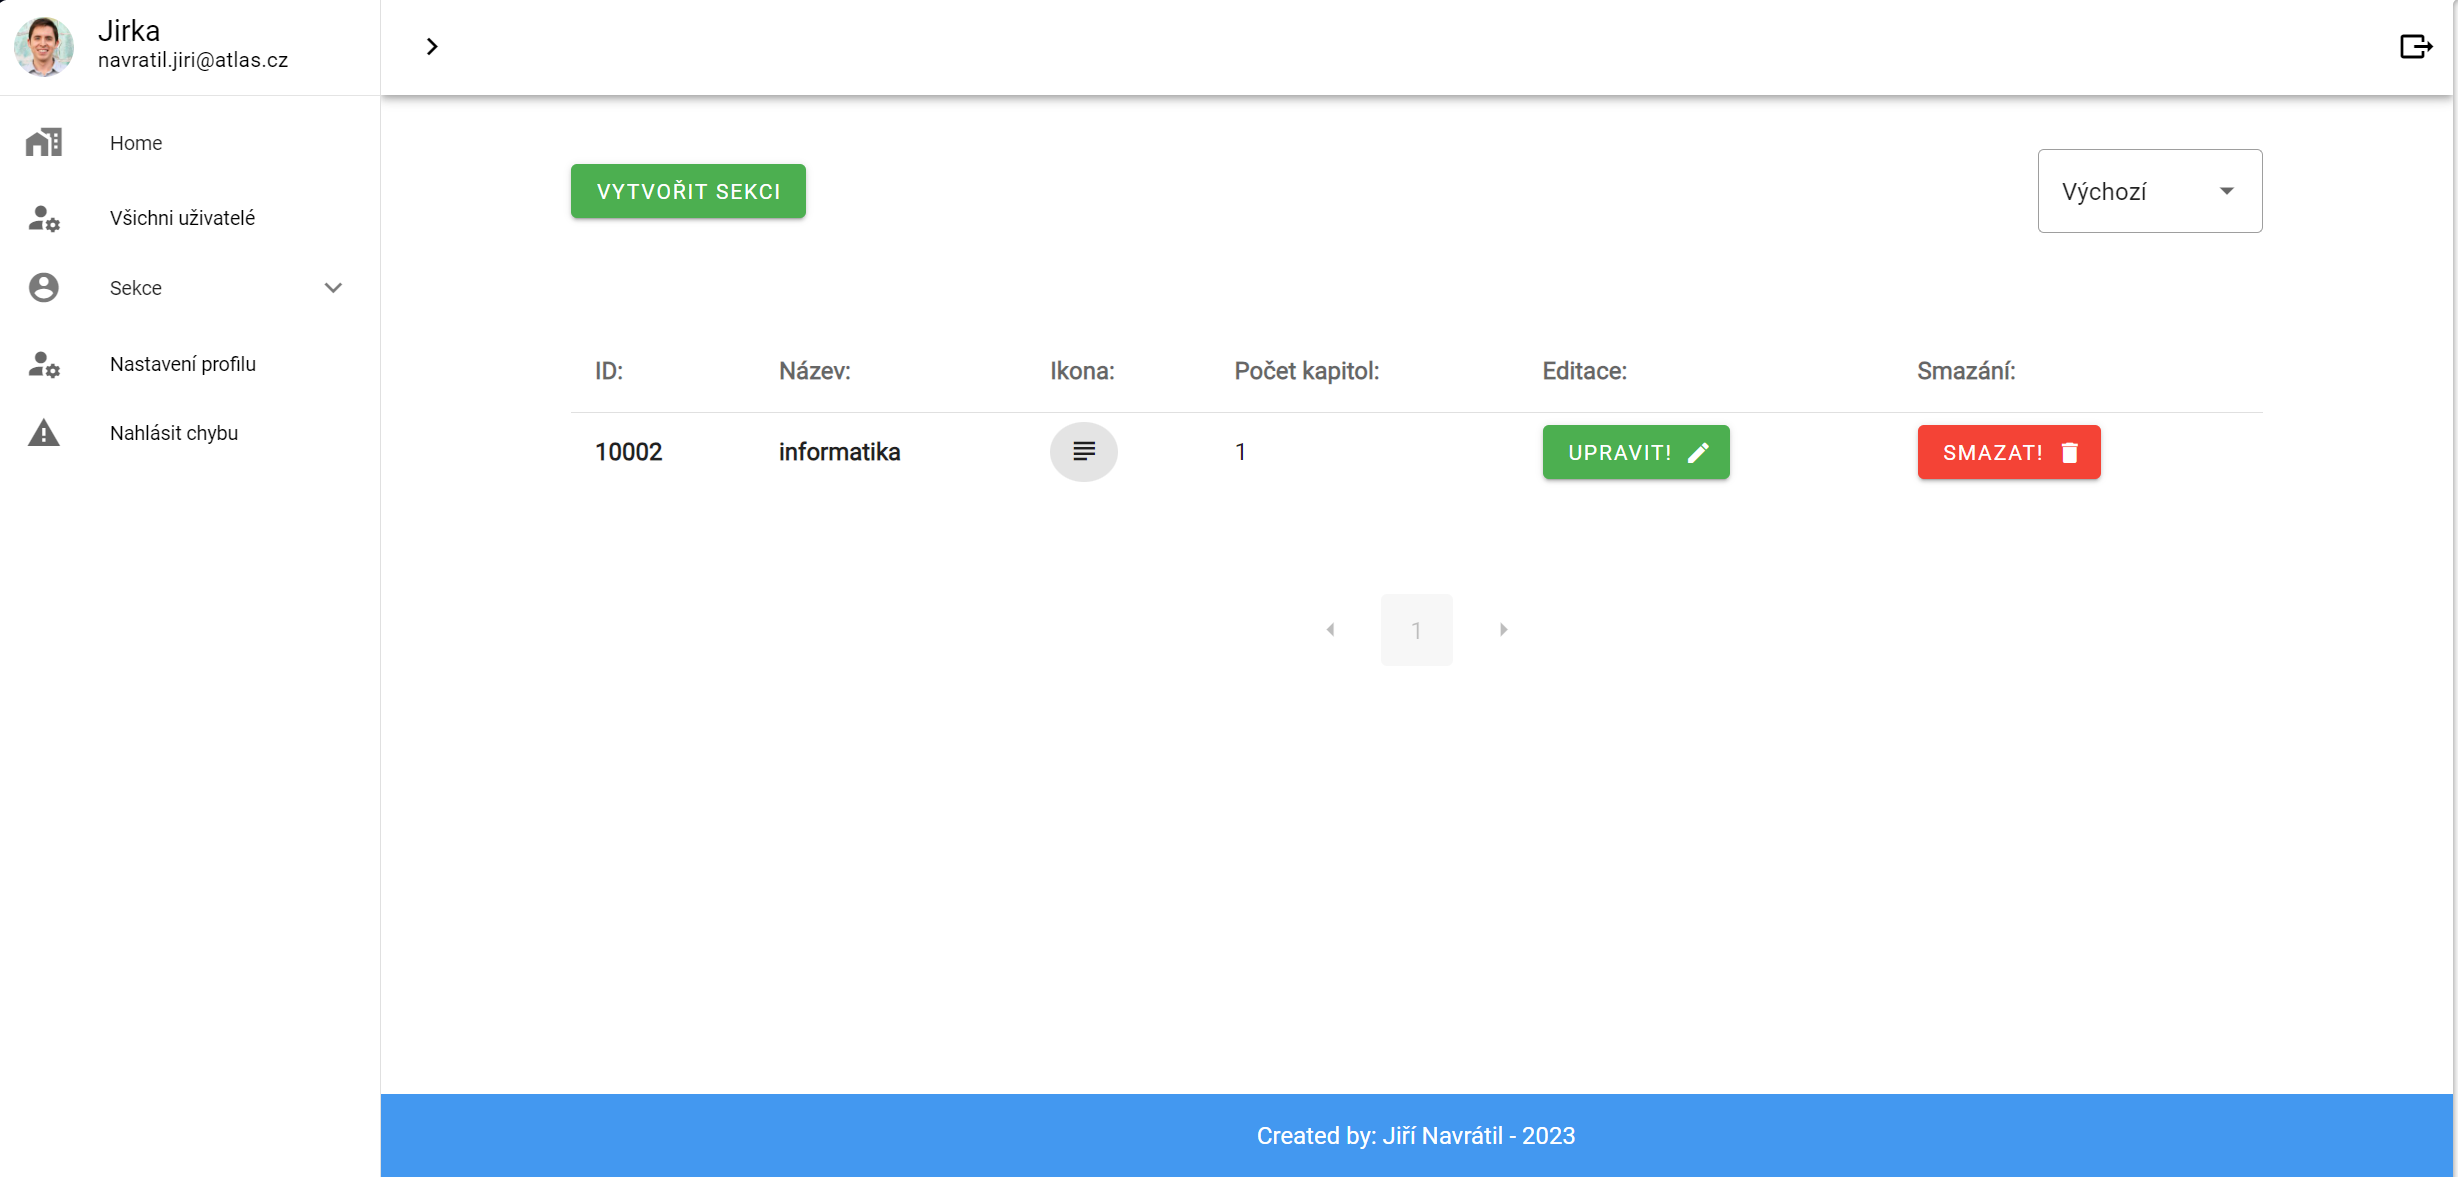 Jirka
navratil.jiri@atlas.cz
Home
Všichni uživatelé
Sekce
Nastavení profilu
Nahlásit chybu
VYTVOŘIT SEKCI
Výchozí
ID: Název: Ikona: Počet kapitol: Editace: Smazání:
10002 informatika 1 UPRAVIT! SMAZAT!
1
Created by: Jiří Navrátil - 2023